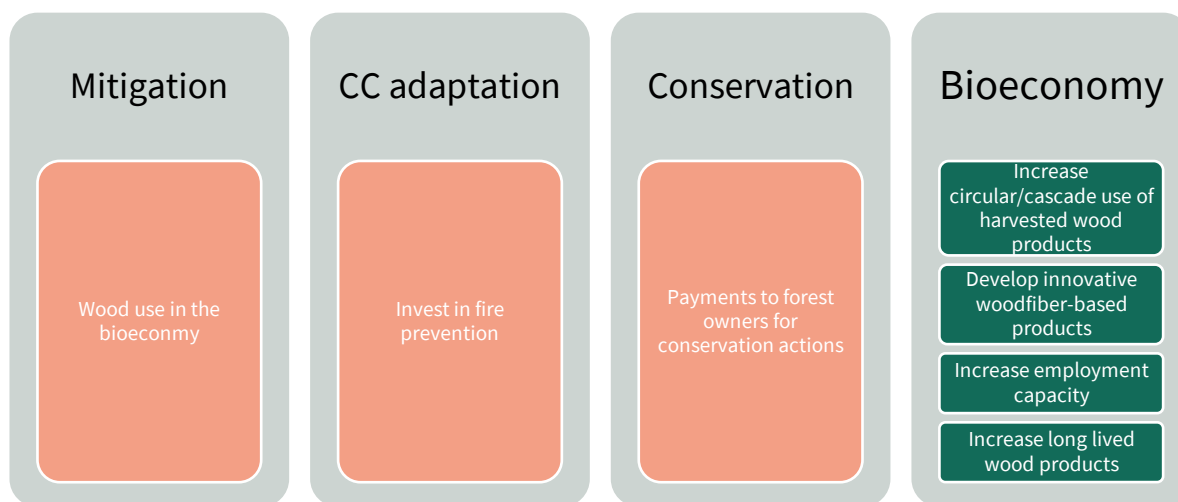 Mitigation
Wood use in the
bioeconmy
CC adaptation
Invest in fire
prevention
Conservation
Payments to forest
owners for
conservation actions
Bioeconomy
Increase
circular/cascade use of
harvested wood
products
Develop innovative
woodfiber-based
products
Increase employment
capacity
Increase long lived
wood products